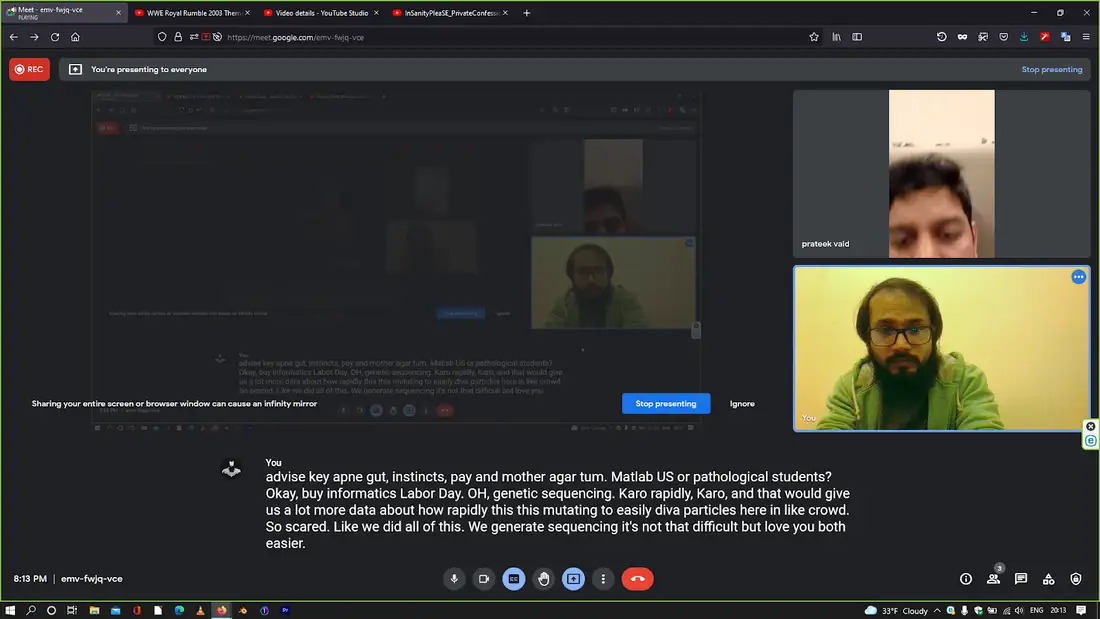 Meet - emv-fwjq-vce
PLAYING
WWE Royal Rumble 2003 Them
Video details - YouTube Studio
InSanityPleaSE_PrivateConfessio
https://meet.google.com/emv-fwjq-vce
REC
You're presenting to everyone
Stop presenting
prateek vaid
You
Sharing your entire screen or browser window can cause an infinity mirror
Stop presenting
Ignore
You
advise key apne gut, instincts, pay and mother agar tum. Matlab US or pathological students?
Okay, buy informatics Labor Day. OH, genetic sequencing. Karo rapidly, Karo, and that would give
us a lot more data about how rapidly this this mutating to easily diva particles here in like crowd.
So scared. Like we did all of this. We generate sequencing it's not that difficult but love you both
easier.
8:13 PM | emv-fwjq-vce
3
33°F Cloudy
ENG
20:13